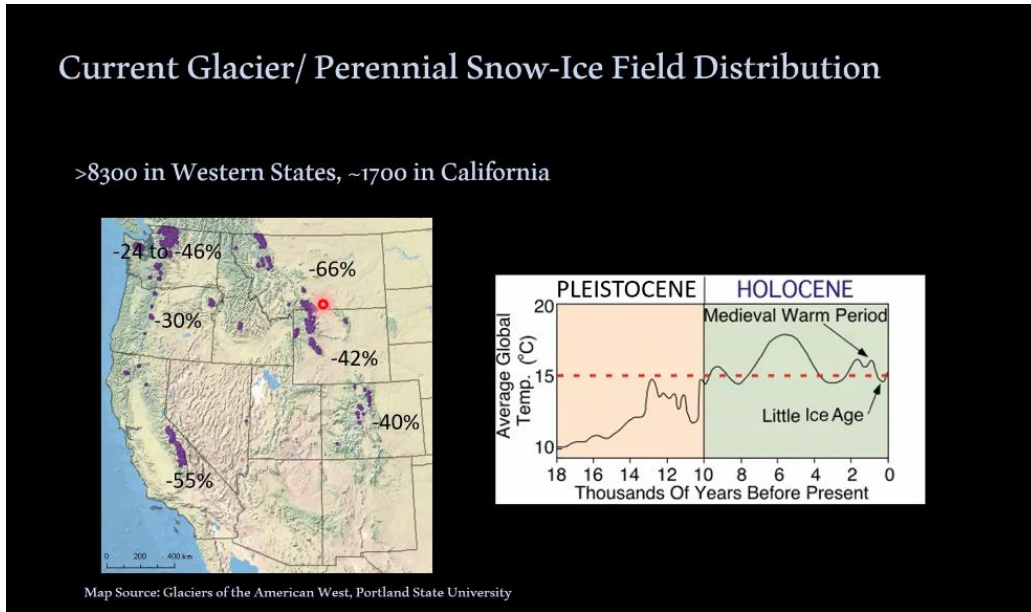 Current Glacier/ Perennial Snow-Ice Field Distribution
>8300 in Western States, ~1700 in California
-24 to -46%
-66%
-30%
-42%
-40%
-55%
0 200 400 km
PLEISTOCENE HOLOCENE
20
Medieval Warm Period
Average Global
Temp. (°C)
15
Little Ice Age
10
18 16 14 12 10 8 6 4 2 0
Thousands Of Years Before Present
Map Source: Glaciers of the American West, Portland State University